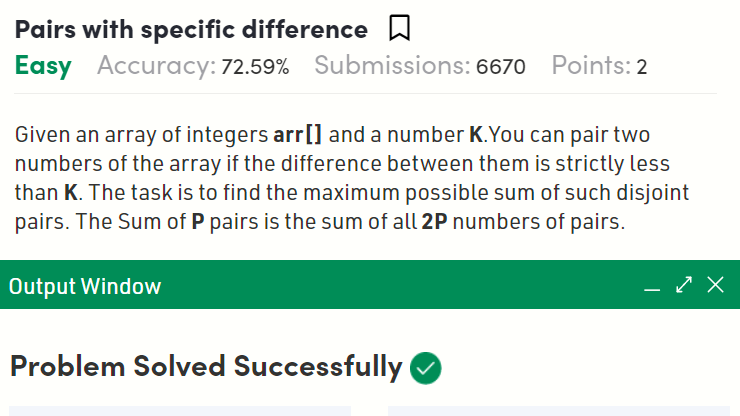 Pairs with specific difference
Easy Accuracy: 72.59% Submissions: 6670 Points: 2
Given an array of integers arr[] and a number K.You can pair two
numbers of the array if the difference between them is strictly less
than K. The task is to find the maximum possible sum of such disjoint
pairs. The Sum of P pairs is the sum of all 2P numbers of pairs.
Output Window
Problem Solved Successfully